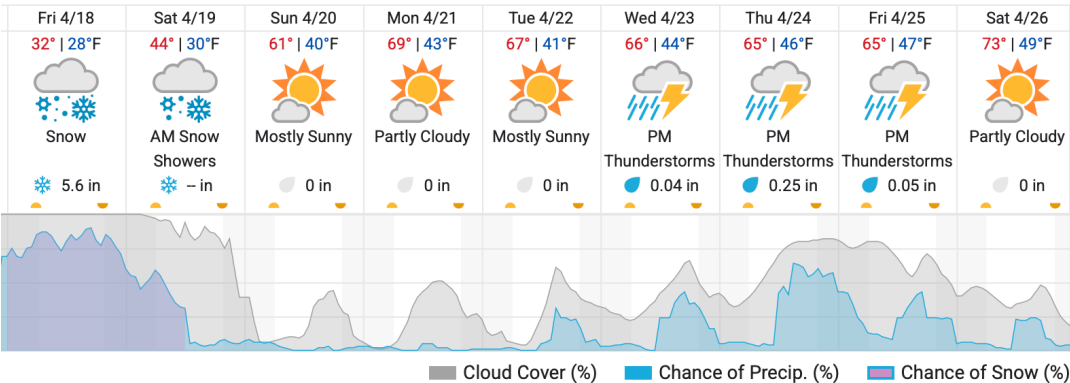 Fri 4/18 Sat 4/19 Sun 4/20 Mon 4/21 Tue 4/22 Wed 4/23 Thu 4/24 Fri 4/25 Sat 4/26
32° | 28°F 44° | 30°F 61° | 40°F 69° | 43°F 67° | 41°F 66° | 44°F 65° | 46°F 65° | 47°F 73° | 49°F
Snow AM Snow Mostly Sunny Partly Cloudy Mostly Sunny PM PM PM Partly Cloudy
Showers Thunderstorms Thunderstorms Thunderstorms
5.6 in -- in 0 in 0 in 0 in 0.04 in 0.25 in 0.05 in 0 in
Cloud Cover (%) Chance of Precip. (%) Chance of Snow (%)